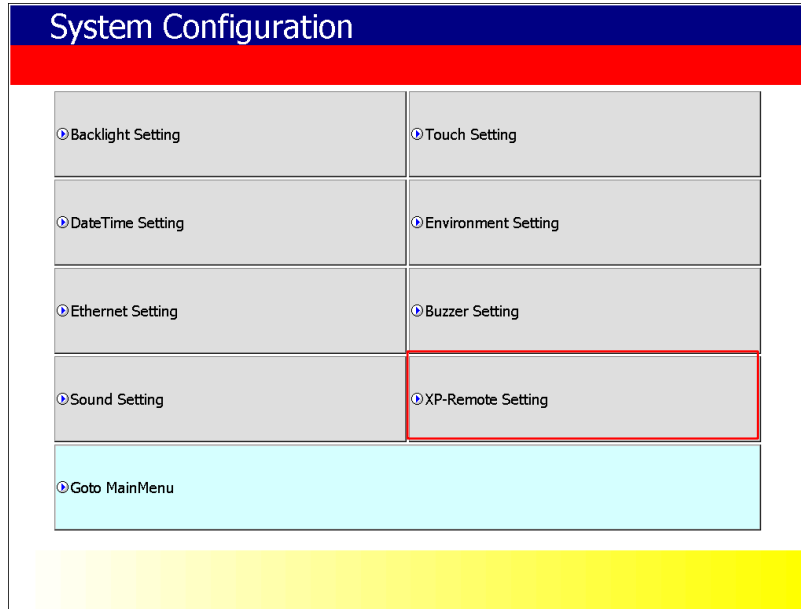 System Configuration
Backlight Setting
Touch Setting
DateTime Setting
Environment Setting
Ethernet Setting
Buzzer Setting
Sound Setting
XP-Remote Setting
Goto MainMenu